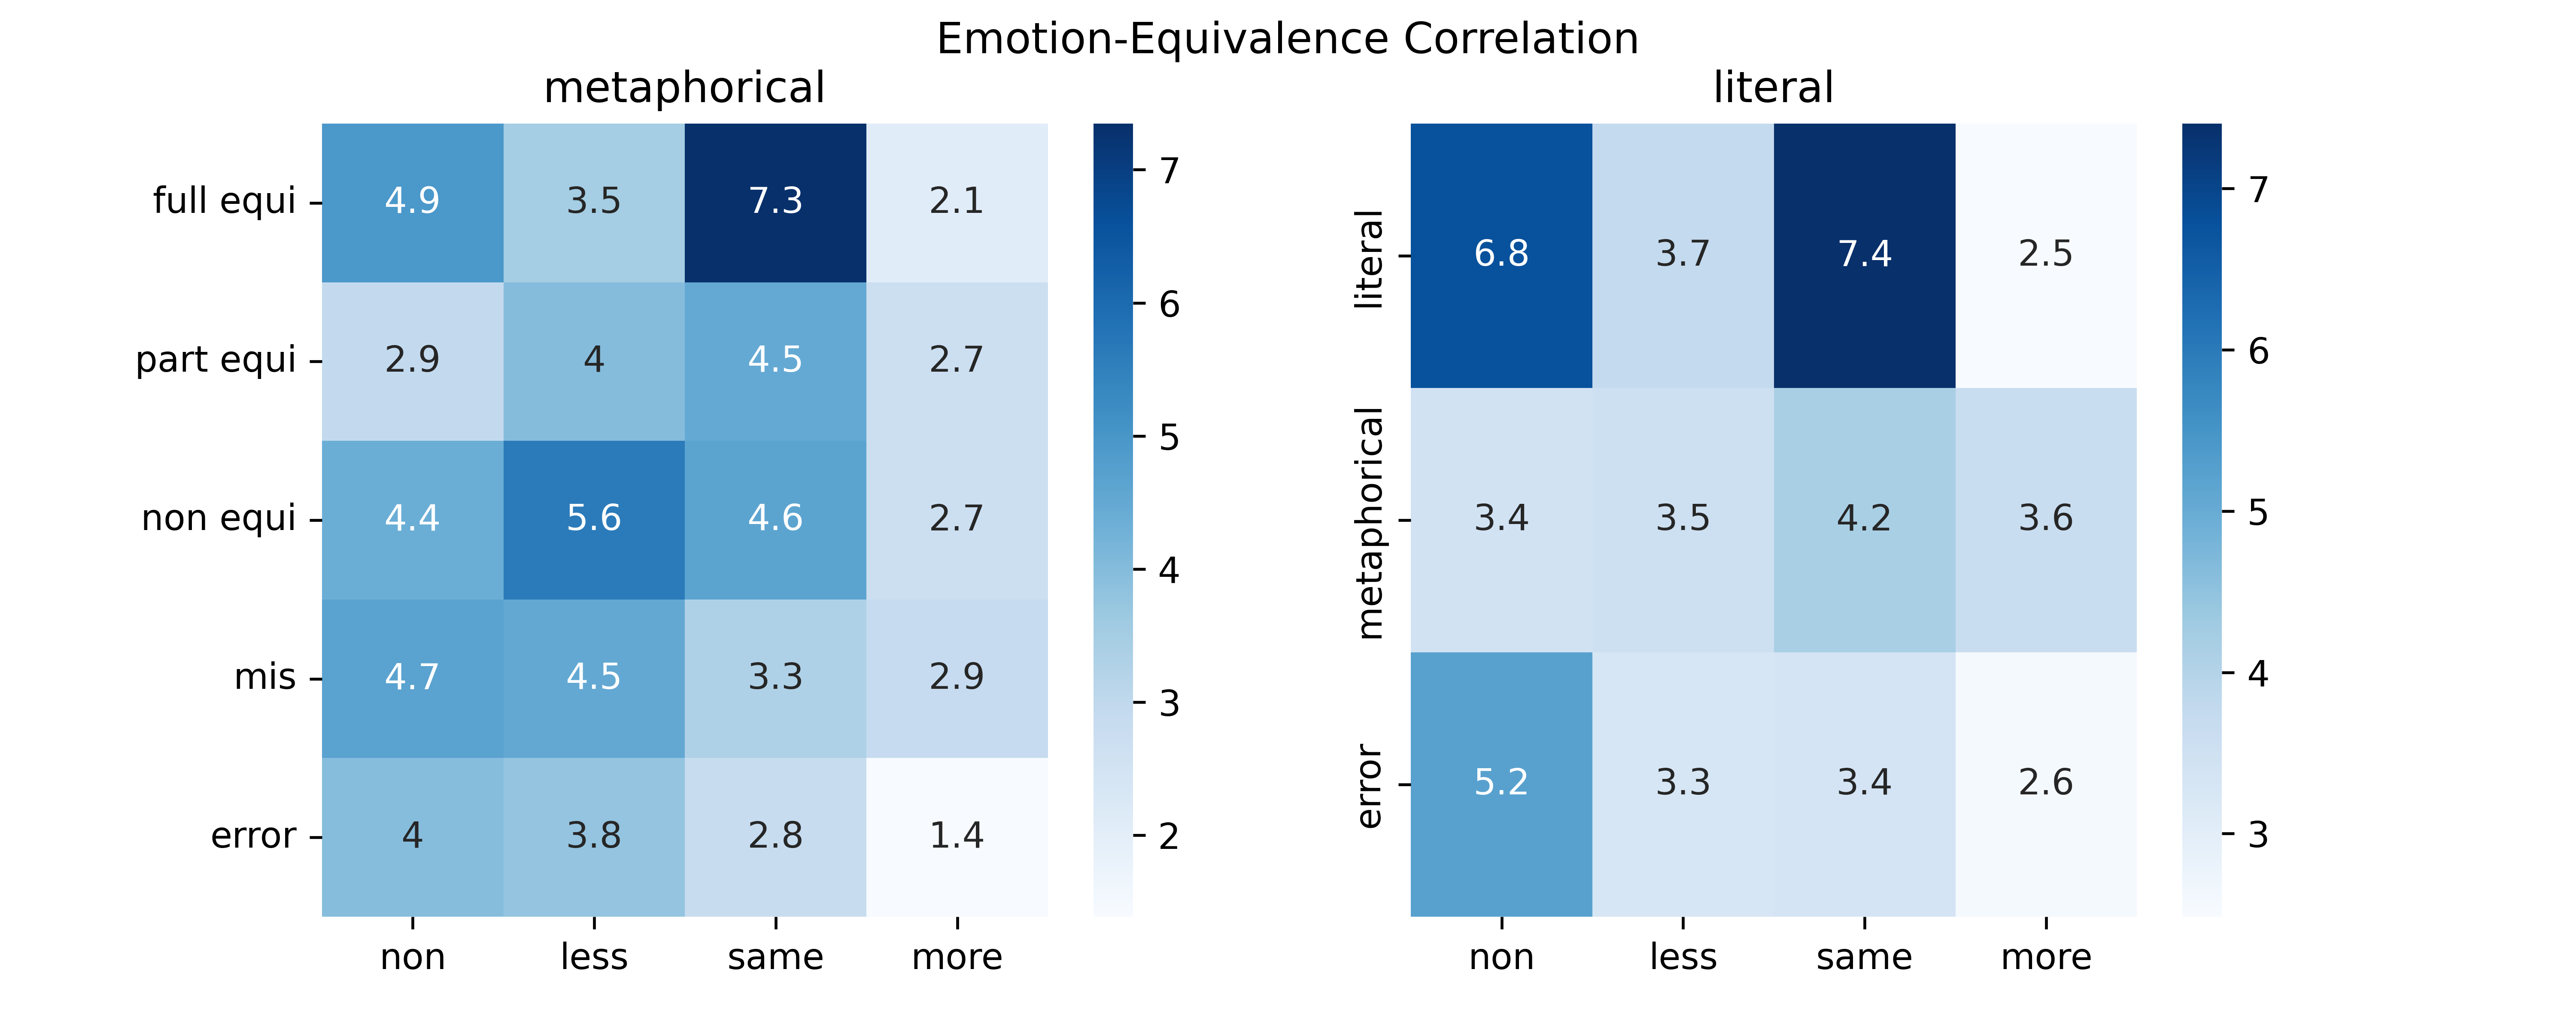 Emotion-Equivalence Correlation
metaphorical
full equi 4.9 3.5 7.3 2.1
part equi 2.9 4 4.5 2.7
non equi 4.4 5.6 4.6 2.7
mis 4.7 4.5 3.3 2.9
error 4 3.8 2.8 1.4
non less same more
7
6
5
4
3
2
literal
literal 6.8 3.7 7.4 2.5
metaphorical 3.4 3.5 4.2 3.6
error 5.2 3.3 3.4 2.6
non less same more
7
6
5
4
3